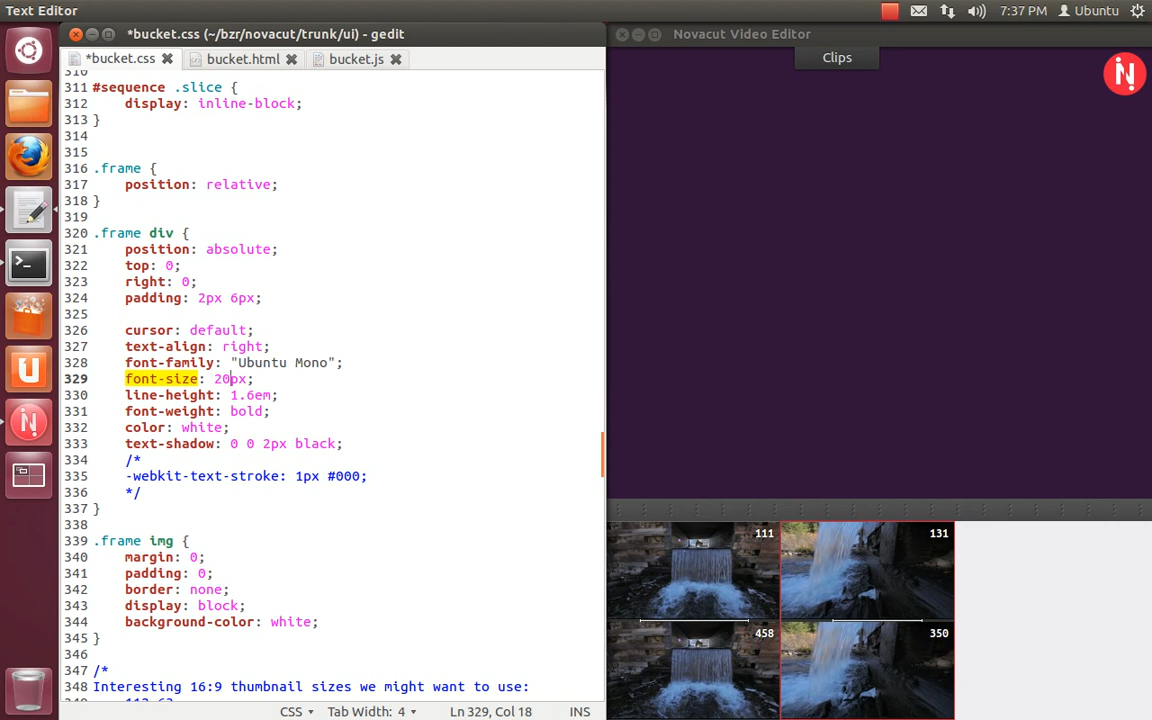 Text Editor
7:37 PM
Ubuntu
*bucket.css (~/bzr/novacut/trunk/ui) - gedit
Novacut Video Editor
*bucket.css
bucket.html
bucket.js
Clips
310
311 #sequence .slice {
312     display: inline-block;
313 }
314
315
316 .frame {
317     position: relative;
318 }
319
320 .frame div {
321     position: absolute;
322     top: 0;
323     right: 0;
324     padding: 2px 6px;
325
326     cursor: default;
327     text-align: right;
328     font-family: "Ubuntu Mono";
329     font-size: 20px;
330     line-height: 1.6em;
331     font-weight: bold;
332     color: white;
333     text-shadow: 0 0 2px black;
334     /*
335     -webkit-text-stroke: 1px #000;
336     */
337 }
338
339 .frame img {
340     margin: 0;
341     padding: 0;
342     border: none;
343     display: block;
344     background-color: white;
345 }
346
347 /*
348 Interesting 16:9 thumbnail sizes we might want to use:
111
131
458
350
CSS
Tab Width: 4
Ln 329, Col 18
INS